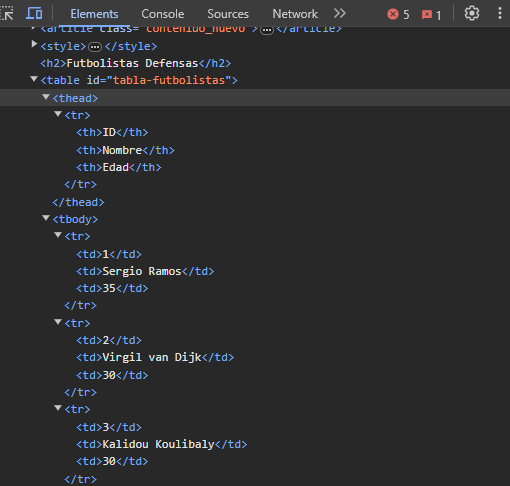 Elements Console Sources Network 5 1
<article class="contenido_nuevo">…</article>
<style>…</style>
<h2>Futbolistas Defensas</h2>
<table id="tabla-futbolistas">
<thead>
<tr>
<th>ID</th>
<th>Nombre</th>
<th>Edad</th>
</tr>
</thead>
<tbody>
<tr>
<td>1</td>
<td>Sergio Ramos</td>
<td>35</td>
</tr>
<tr>
<td>2</td>
<td>Virgil van Dijk</td>
<td>30</td>
</tr>
<tr>
<td>3</td>
<td>Kalidou Koulibaly</td>
<td>30</td>
</tr>